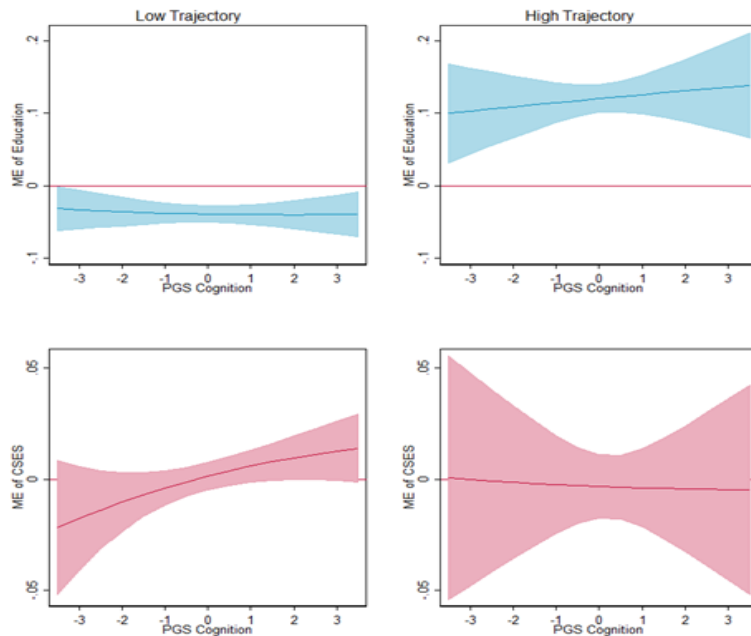 Low Trajectory
High Trajectory
ME of Education
.2
.1
0
-.1
-3 -2 -1 0 1 2 3
PGS Cognition
ME of Education
.2
.1
0
-.1
-3 -2 -1 0 1 2 3
PGS Cognition
ME of CSES
.05
0
-.05
-3 -2 -1 0 1 2 3
PGS Cognition
ME of CSES
.05
0
-.05
-3 -2 -1 0 1 2 3
PGS Cognition